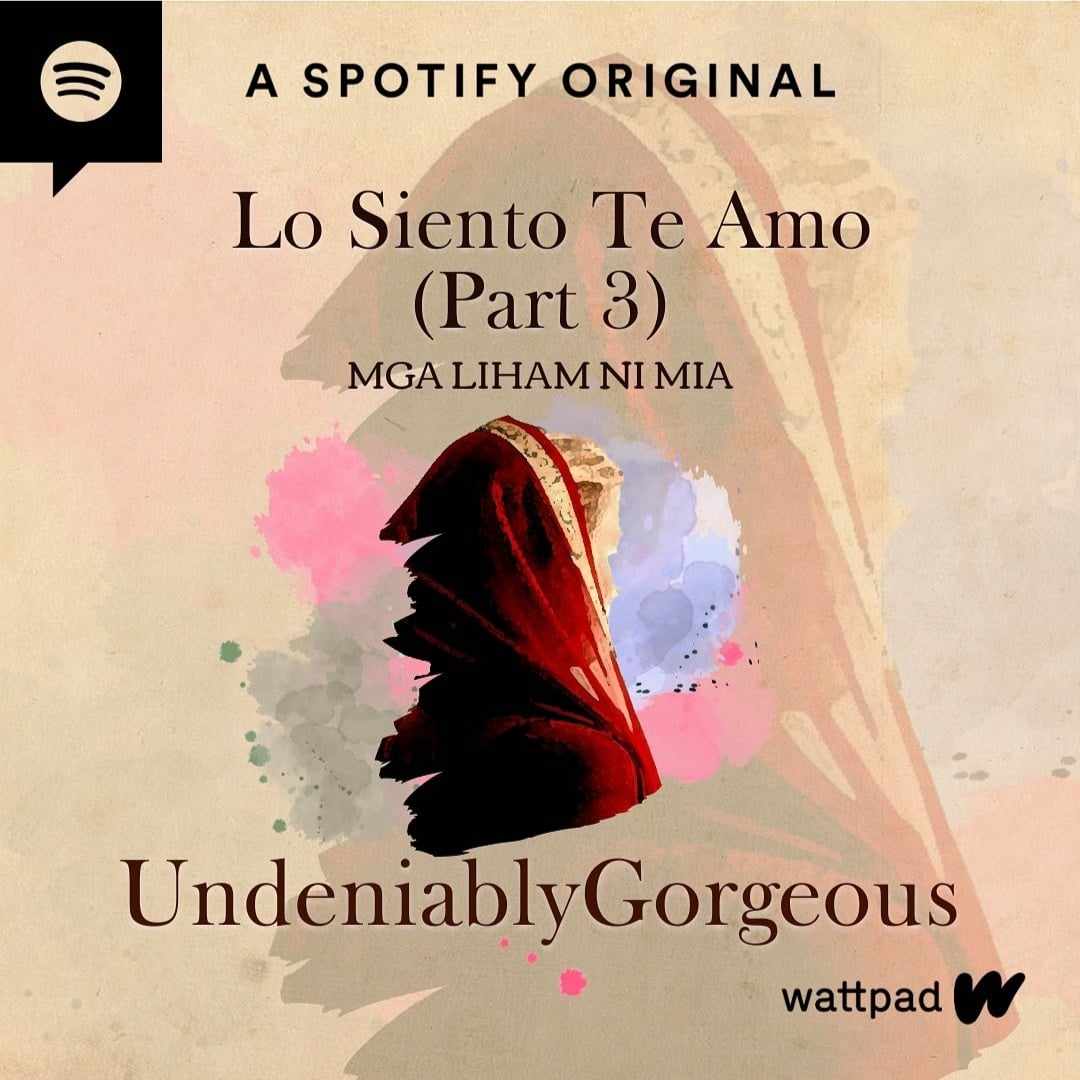 A SPOTIFY ORIGINAL
Lo Siento Te Amo
(Part 3)
MGA LIHAM NI MIA
UndeniablyGorgeous
wattpad